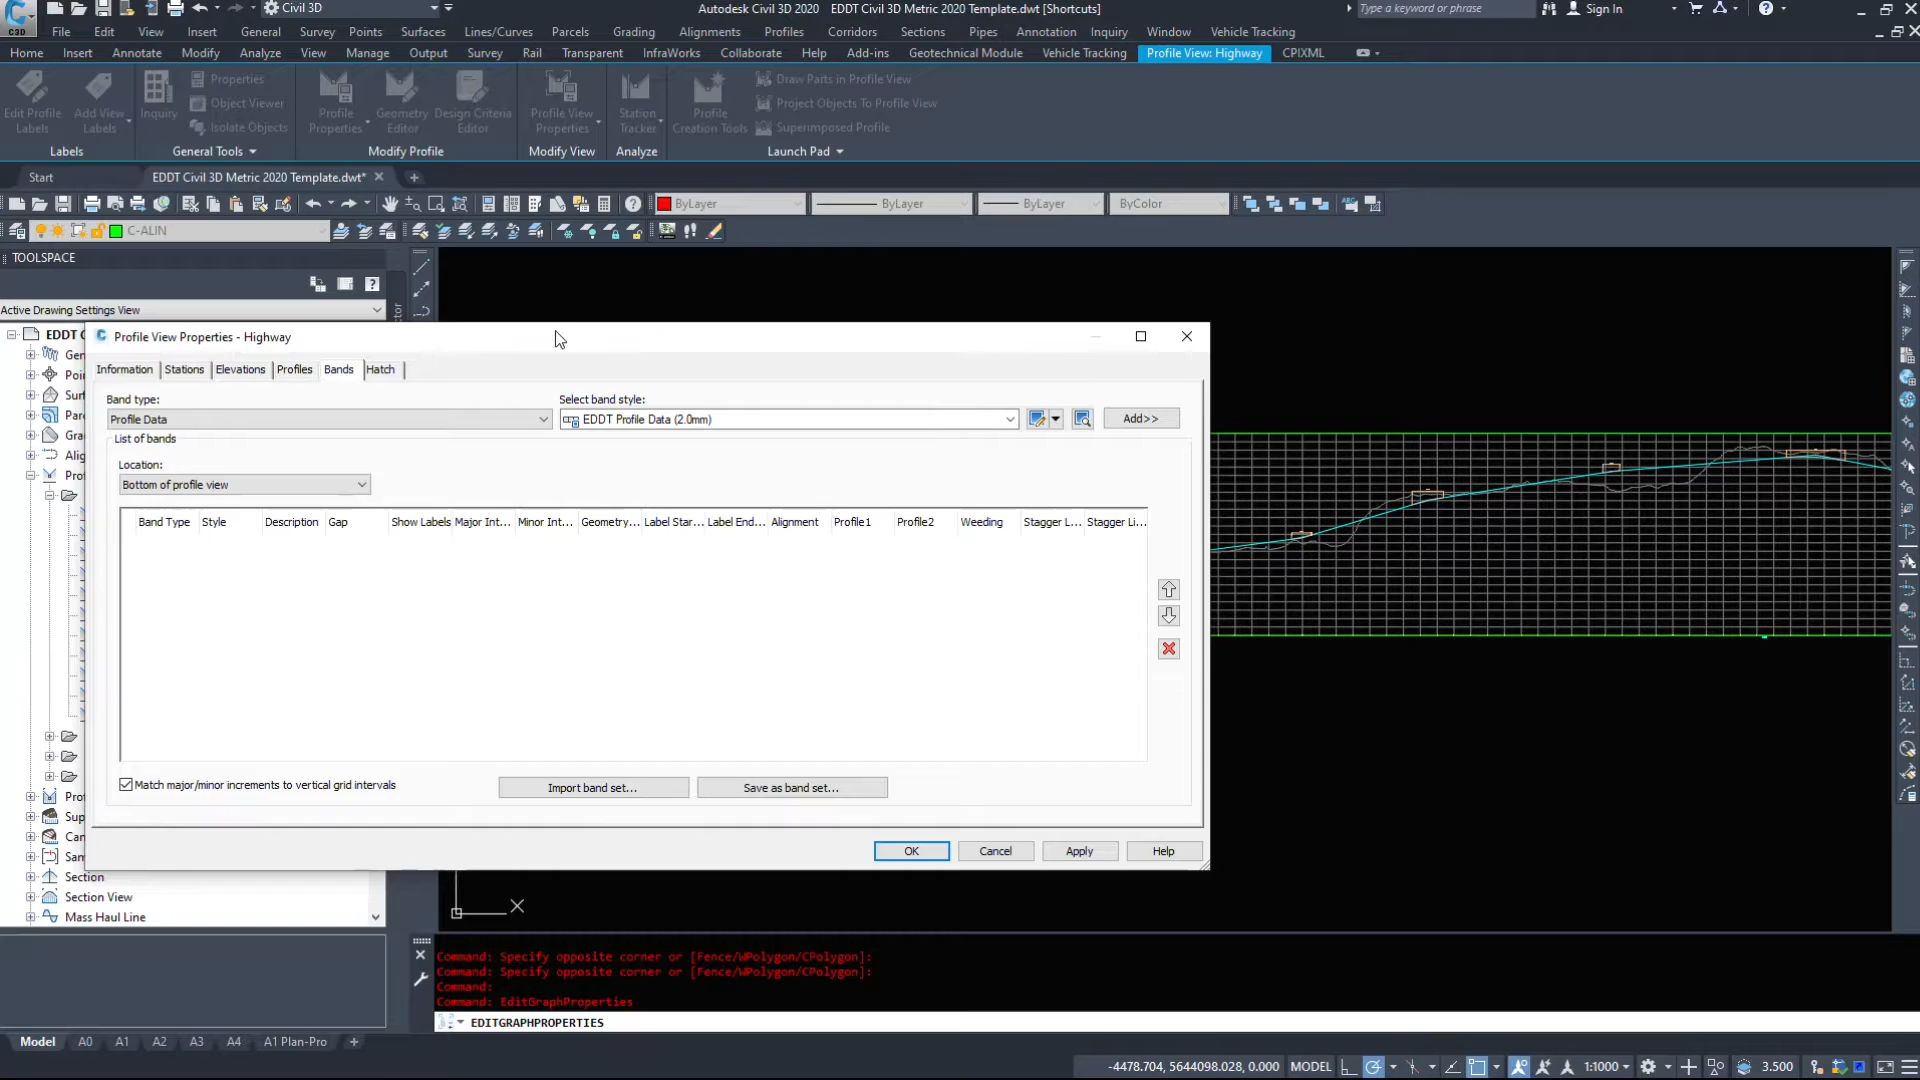 Civil 3D
Autodesk Civil 3D 2020 EDDT Civil 3D Metric 2020 Template.dwt [Shortcuts]
Type a keyword or phrase
Sign In
C3D
File Edit View Insert General Survey Points Surfaces Lines/Curves Parcels Grading Alignments Profiles Corridors Sections Pipes Annotation Inquiry Window Vehicle Tracking
Home Insert Annotate Modify Analyze View Manage Output Survey Rail Transparent InfraWorks Collaborate Help Add-ins Geotechnical Module Vehicle Tracking Profile View: Highway CPIXML
Edit Profile Labels
Add View Labels
Inquiry
Properties
Object Viewer
Isolate Objects
Profile Properties
Geometry Editor
Design Criteria Editor
Profile View Properties
Station Tracker
Profile Creation Tools
Draw Parts in Profile View
Project Objects To Profile View
Superimposed Profile
Labels General Tools Modify Profile Modify View Analyze Launch Pad
Start EDDT Civil 3D Metric 2020 Template.dwt*
ByLayer ByLayer ByLayer ByColor
C-ALIN
TOOLSPACE
Active Drawing Settings View
EDDT C
Gen
Poi
Surf
Par
Gra
Alig
Prof
Prof
Sup
Can
Sam
Section
Section View
Mass Haul Line
Profile View Properties - Highway
Information Stations Elevations Profiles Bands Hatch
Band type:
Select band style:
Profile Data
EDDT Profile Data (2.0mm)
Add>>
List of bands
Location:
Bottom of profile view
Band Type Style Description Gap Show Labels Major Int... Minor Int... Geometry... Label Star... Label End... Alignment Profile1 Profile2 Weeding Stagger L... Stagger Li...
Match major/minor increments to vertical grid intervals
Import band set...
Save as band set...
OK Cancel Apply Help
Command: Specify opposite corner or [Fence/WPolygon/CPolygon]:
Command: Specify opposite corner or [Fence/WPolygon/CPolygon]:
Command:
Command: EditGraphProperties
EDITGRAPHPROPERTIES
Model A0 A1 A2 A3 A4 A1 Plan-Pro
-4478.704, 5644098.028, 0.000 MODEL 1:1000 3.500